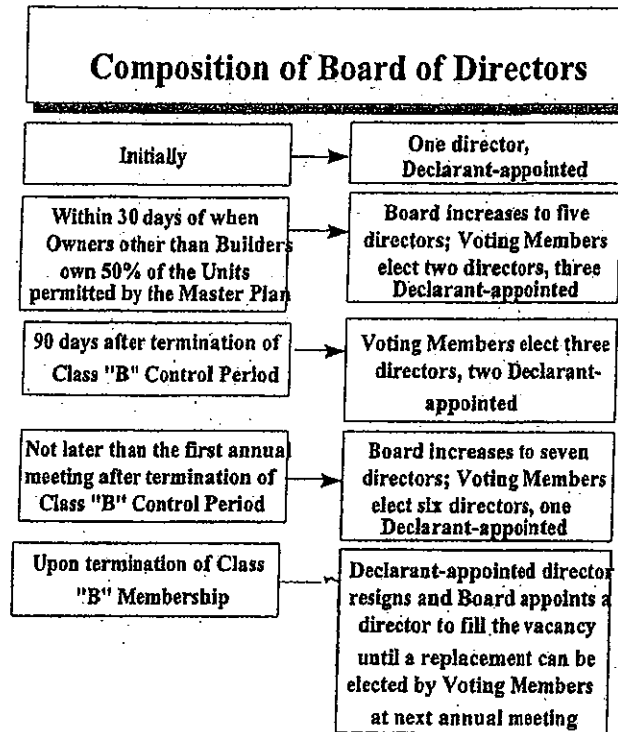 Composition of Board of Directors
Initially
One director,
Declarant-appointed
Within 30 days of when
Owners other than Builders
own 50% of the Units
permitted by the Master Plan
Board increases to five
directors; Voting Members
elect two directors, three
Declarant-appointed
90 days after termination of
Class "B" Control Period
Voting Members elect three
directors, two Declarant-
appointed
Not later than the first annual
meeting after termination of
Class "B" Control Period
Board increases to seven
directors; Voting Members
elect six directors, one
Declarant-appointed
Upon termination of Class
"B" Membership
Declarant-appointed director
resigns and Board appoints a
director to fill the vacancy
until a replacement can be
elected by Voting Members
at next annual meeting